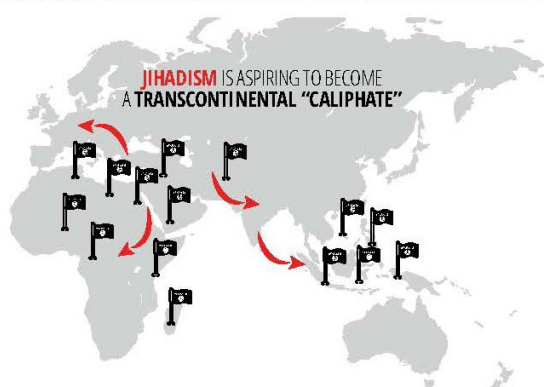 JIHADISM IS ASPIRING TO BECOME
A TRANSCONTINENTAL “CALIPHATE”